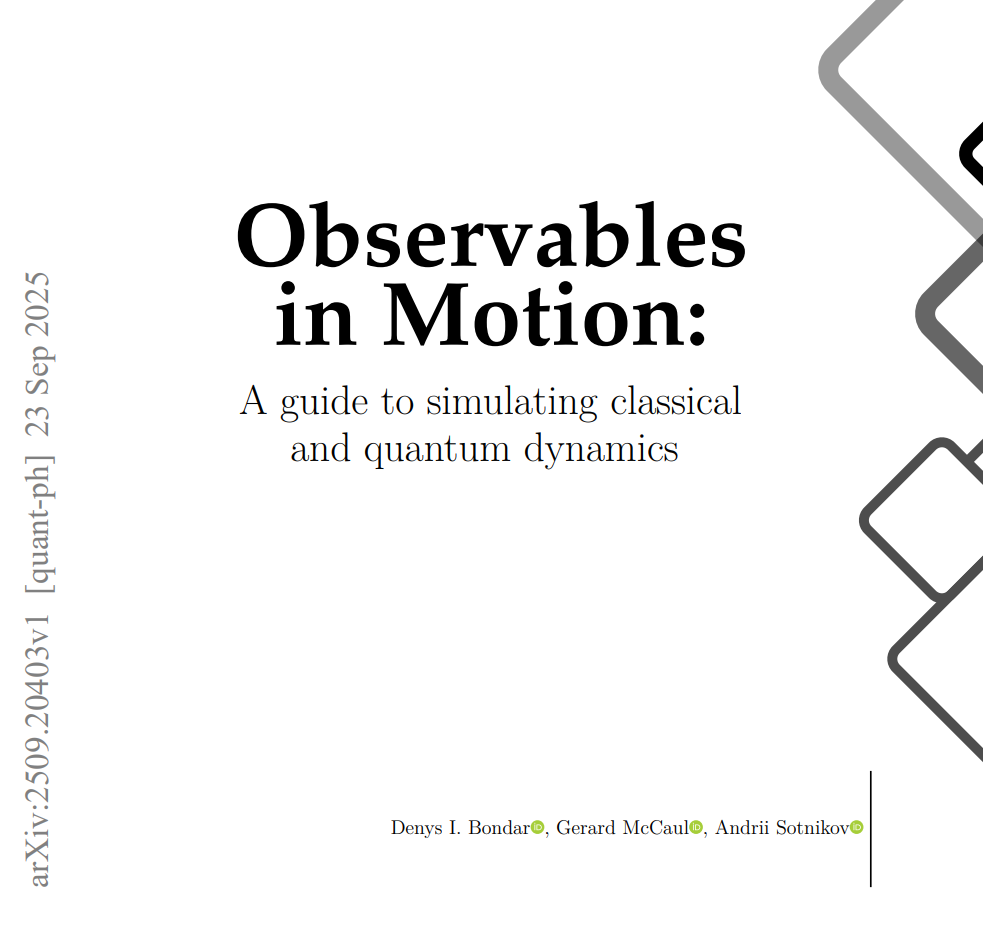 Observables
in Motion:
A guide to simulating classical
and quantum dynamics
Denys I. Bondar, Gerard McCaul, Andrii Sotnikov
arXiv:2509.20403v1 [quant-ph] 23 Sep 2025